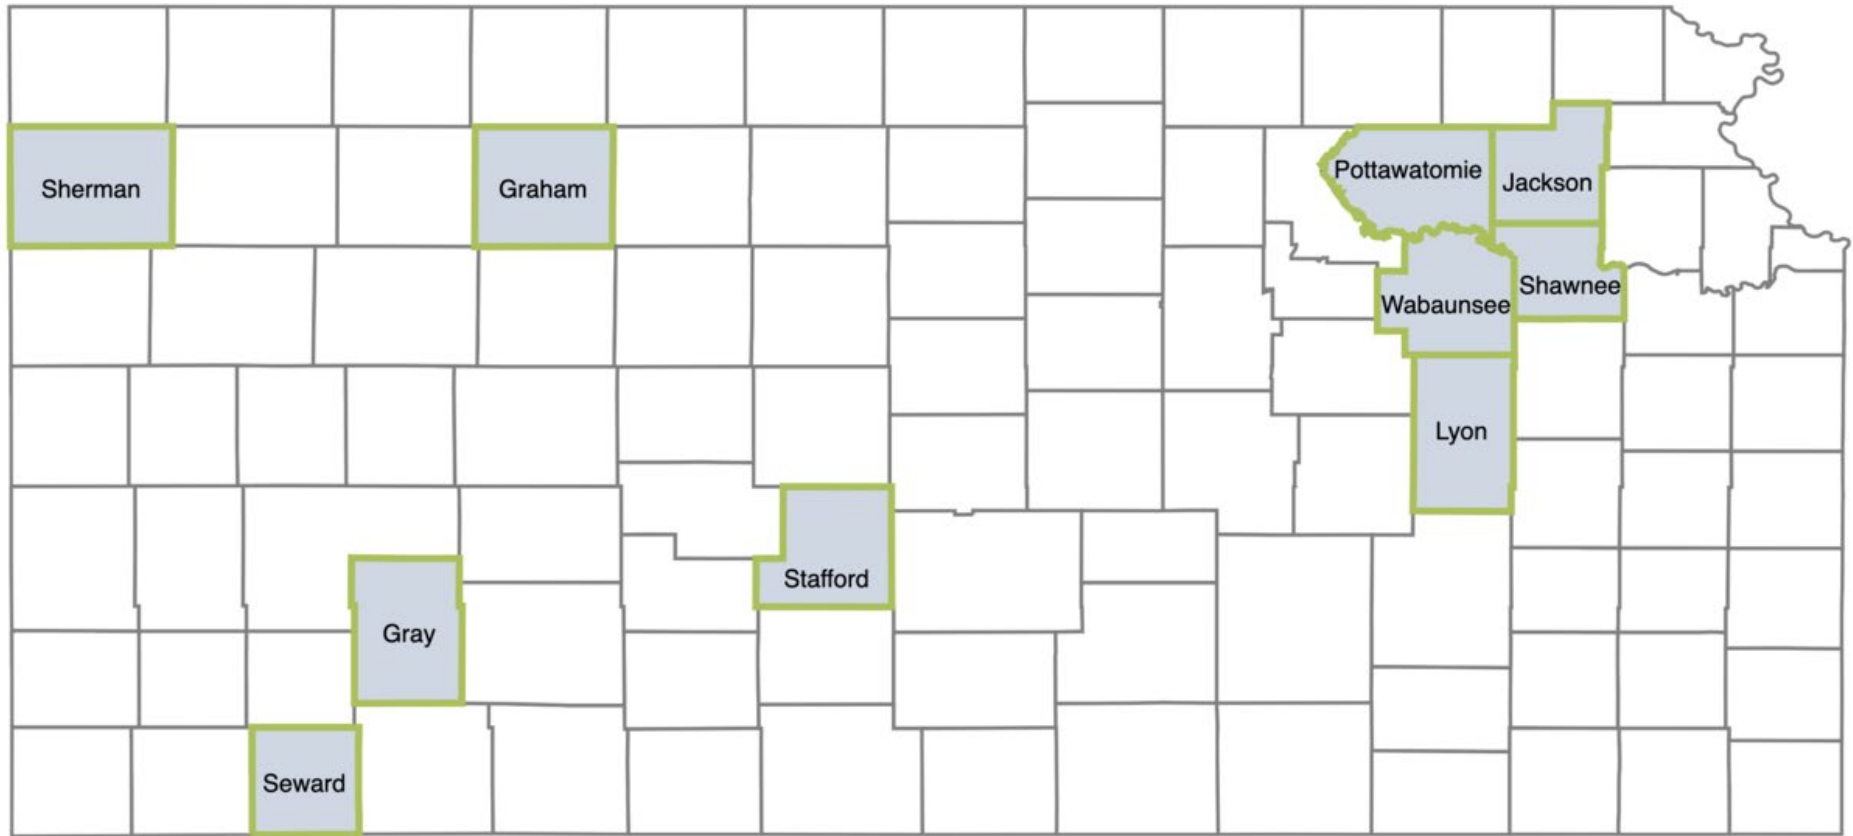 Pottawatomie
Jackson
Sherman
Graham
Shawnee
Wabaunsee
Lyon
Stafford
Gray
Seward